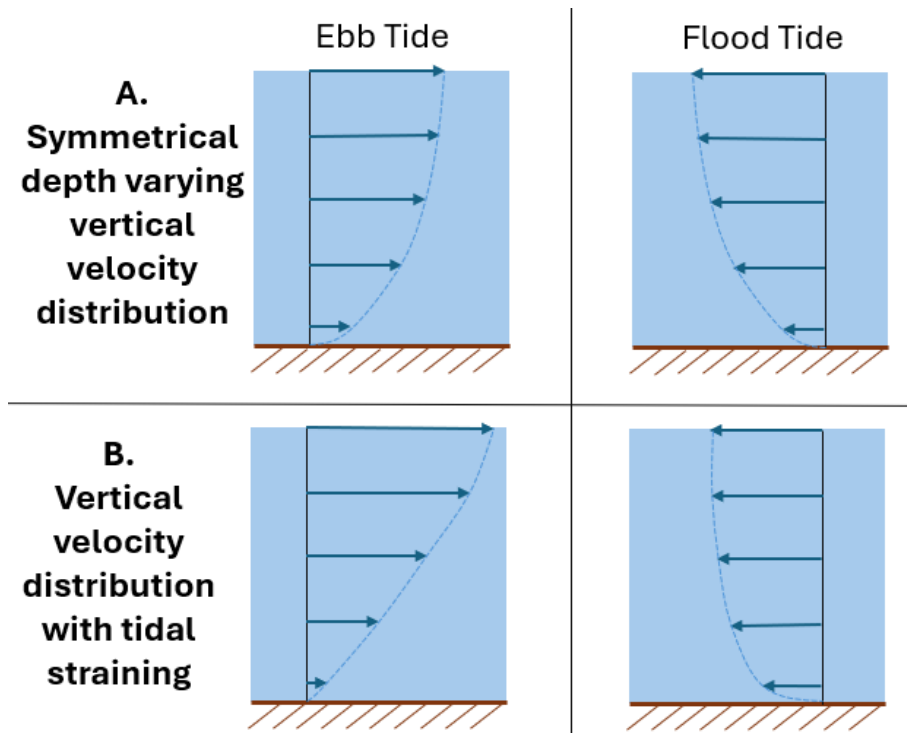 Ebb Tide
Flood Tide
A.
Symmetrical
depth varying
vertical
velocity
distribution
B.
Vertical
velocity
distribution
with tidal
straining